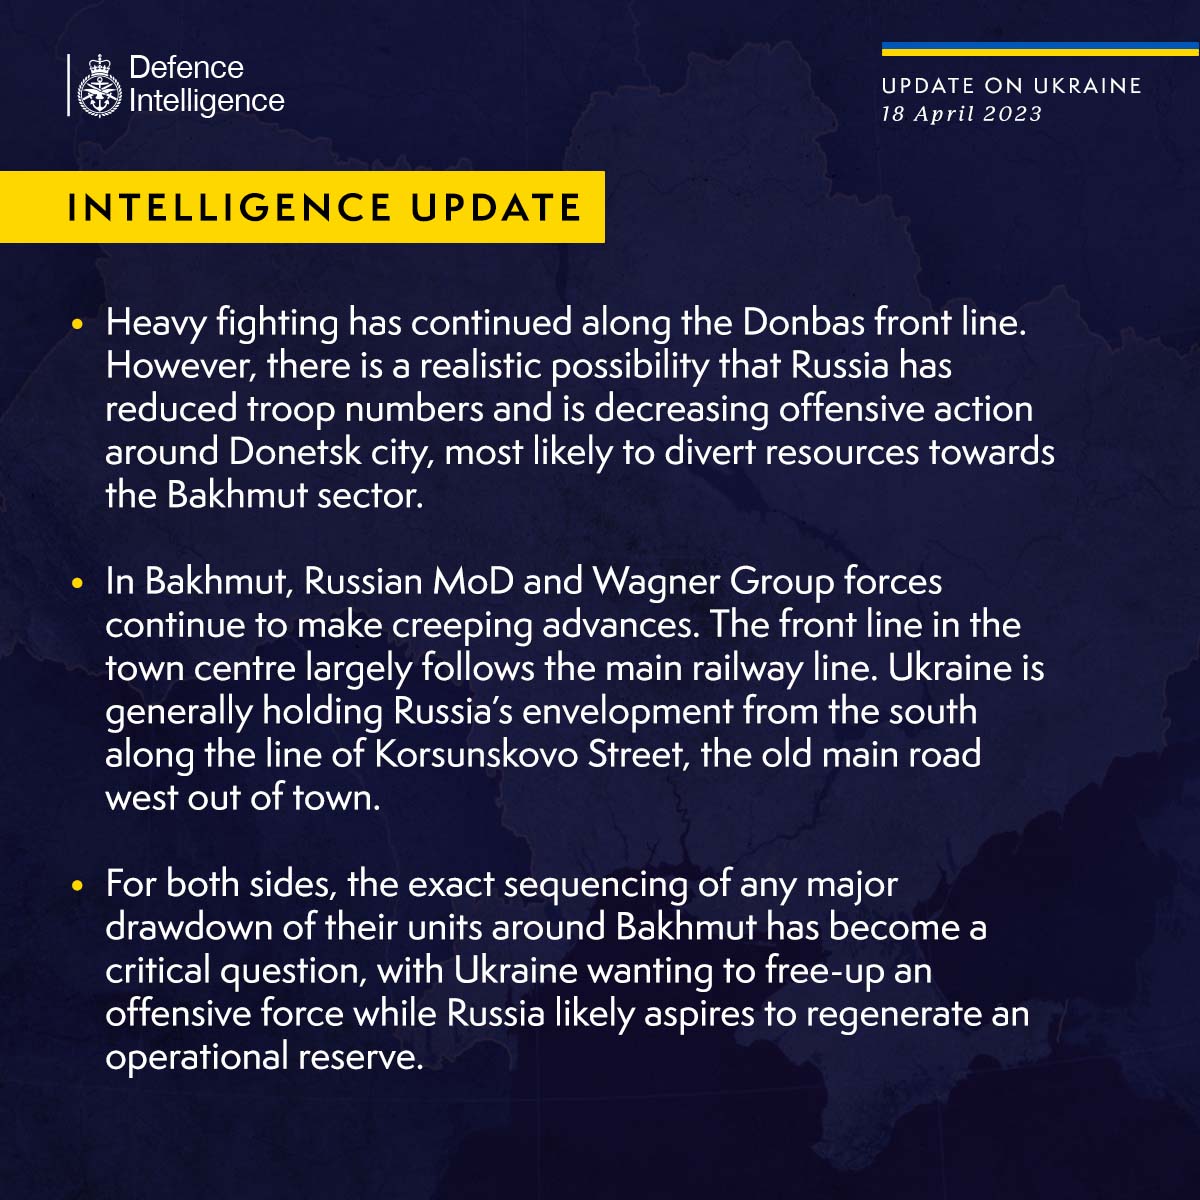 Defence
Intelligence
UPDATE ON UKRAINE
18 April 2023
INTELLIGENCE UPDATE
• Heavy fighting has continued along the Donbas front line.
However, there is a realistic possibility that Russia has
reduced troop numbers and is decreasing offensive action
around Donetsk city, most likely to divert resources towards
the Bakhmut sector.
• In Bakhmut, Russian MoD and Wagner Group forces
continue to make creeping advances. The front line in the
town centre largely follows the main railway line. Ukraine is
generally holding Russia’s envelopment from the south
along the line of Korsunskovo Street, the old main road
west out of town.
• For both sides, the exact sequencing of any major
drawdown of their units around Bakhmut has become a
critical question, with Ukraine wanting to free-up an
offensive force while Russia likely aspires to regenerate an
operational reserve.